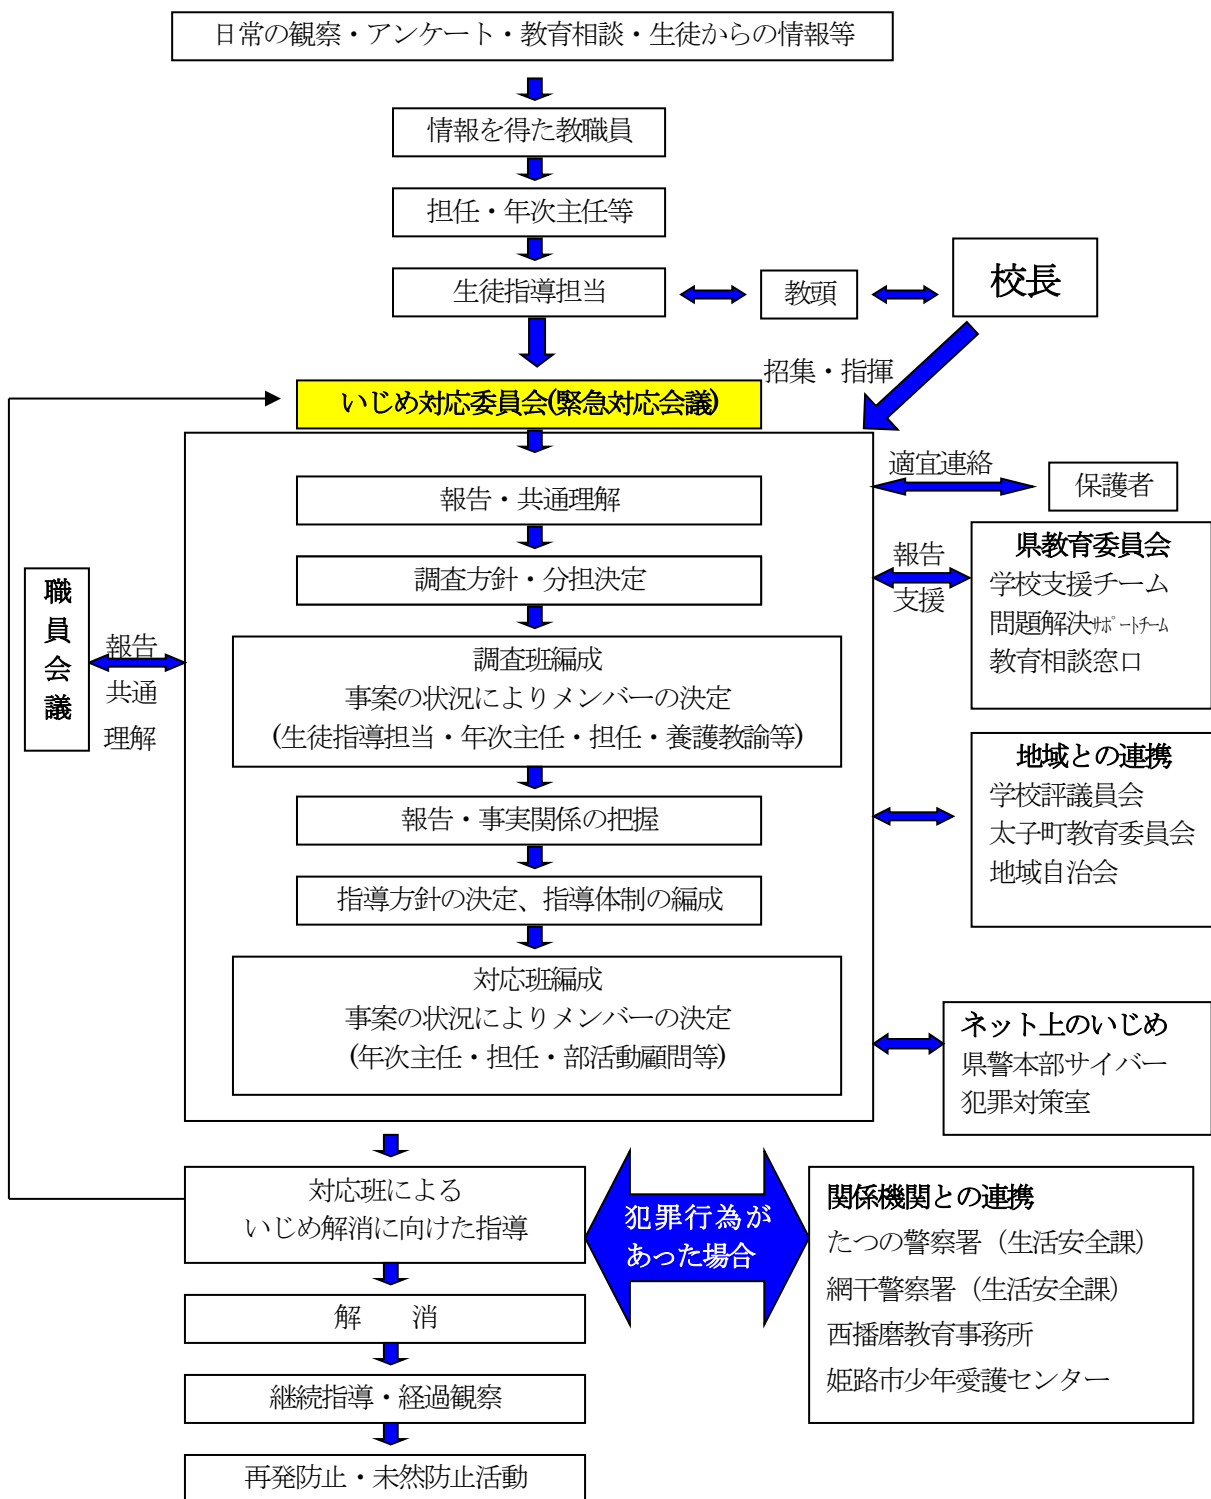 日常の観察・アンケート・教育相談・生徒からの情報等
情報を得た教職員
担任・年次主任等
生徒指導担当
教頭
校長
招集・指揮
いじめ対応委員会(緊急対応会議)
適宜連絡
保護者
報告・共通理解
調査方針・分担決定
調査班編成
事案の状況によりメンバーの決定
(生徒指導担当・年次主任・担任・養護教諭等)
報告・事実関係の把握
指導方針の決定、指導体制の編成
対応班編成
事案の状況によりメンバーの決定
(年次主任・担任・部活動顧問等)
職員会議
報告
共通
理解
報告
支援
県教育委員会
学校支援チーム
問題解決ｻﾎﾟｰﾄﾁｰﾑ
教育相談窓口
地域との連携
学校評議員会
太子町教育委員会
地域自治会
ネット上のいじめ
県警本部サイバー
犯罪対策室
対応班による
いじめ解消に向けた指導
犯罪行為が
あった場合
関係機関との連携
たつの警察署（生活安全課）
網干警察署（生活安全課）
西播磨教育事務所
姫路市少年愛護センター
解　　消
継続指導・経過観察
再発防止・未然防止活動